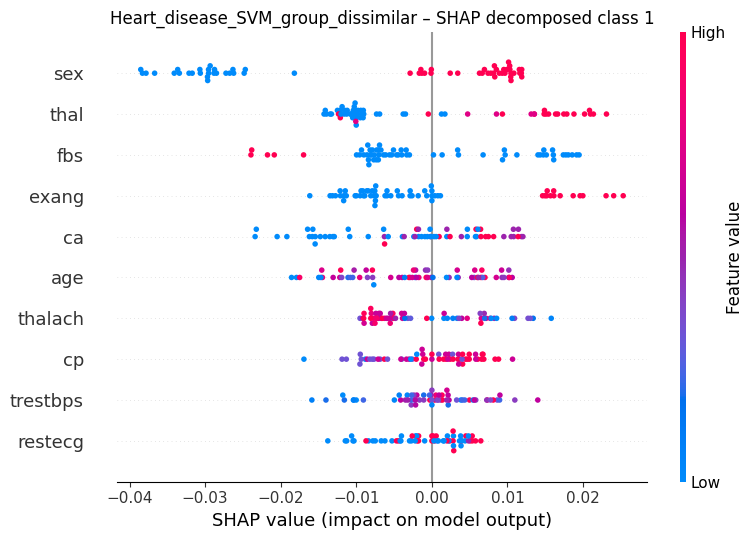 Heart_disease_SVM_group_dissimilar – SHAP decomposed class 1
High
sex
thal
fbs
exang
ca
age
thalach
cp
trestbps
restecg
Feature value
Low
−0.04 −0.03 −0.02 −0.01 0.00 0.01 0.02
SHAP value (impact on model output)